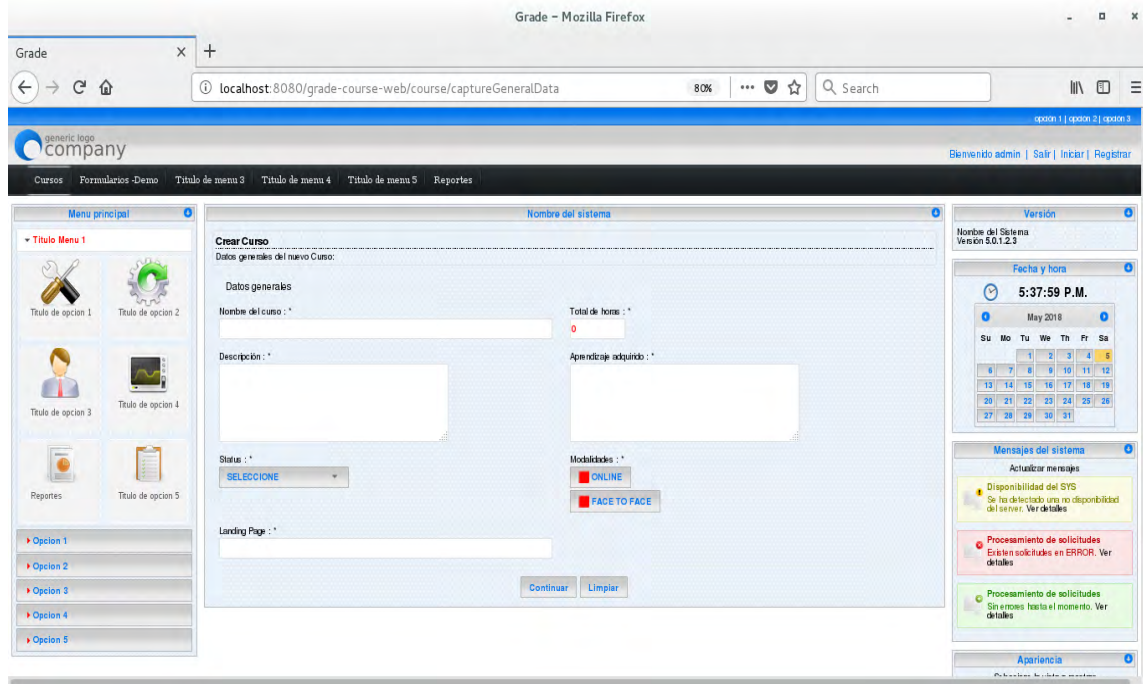 Grade - Mozilla Firefox
Grade
localhost:8080/grade-course-web/course/captureGeneralData
80%
Search
opción 1 | opción 2 | opción 3
generic logo
company
Bienvenido admin | Salir | Iniciar | Registrar
Cursos Formularios -Demo Titulo de menu 3 Titulo de menu 4 Titulo de menu 5 Reportes
Menu principal
Titulo Menu 1
Titulo de opcion 1
Titulo de opcion 2
Titulo de opcion 3
Titulo de opcion 4
Reportes
Titulo de opcion 5
Opcion 1
Opcion 2
Opcion 3
Opcion 4
Opcion 5
Nombre del sistema
Crear Curso
Datos generales del nuevo Curso:
Datos generales
Nombre del curso : *
Total de horas : *
0
Descripción : *
Aprendizaje adquirido : *
Status : *
SELECCIONE
Modalidades : *
ONLINE
FACE TO FACE
Landing Page : *
Continuar
Limpiar
Versión
Nombre del Sistema
Versión 5.0.1.2.3
Fecha y hora
5:37:59 P.M.
May 2018
Su Mo Tu We Th Fr Sa
1 2 3 4 5
6 7 8 9 10 11 12
13 14 15 16 17 18 19
20 21 22 23 24 25 26
27 28 29 30 31
Mensajes del sistema
Actualizar mensajes
Disponibilidad del SYS
Se ha detectado una no disponibilidad
del server. Ver detalles
Procesamiento de solicitudes
Existen solicitudes en ERROR. Ver
detalles
Procesamiento de solicitudes
Sin errores hasta el momento. Ver
detalles
Apariencia